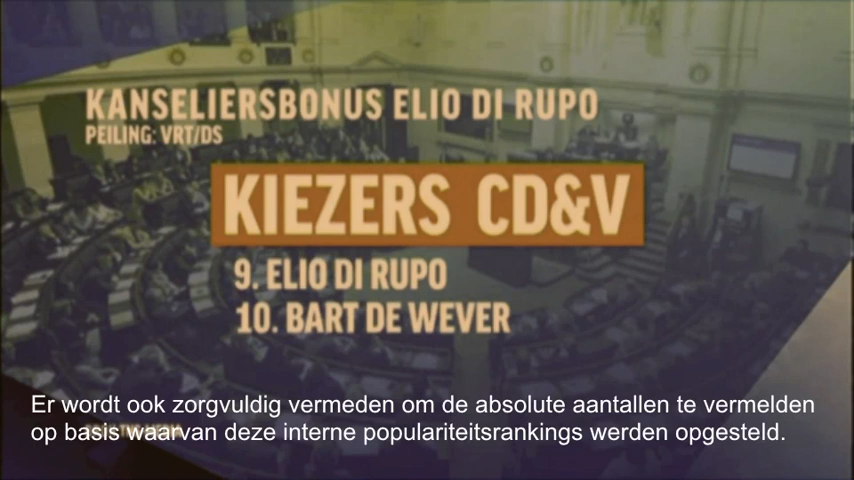 KANSELIERSBONUS ELIO DI RUPO
PEILING: VRT/DS
KIEZERS CD&V
9. ELIO DI RUPO
10. BART DE WEVER
Er wordt ook zorgvuldig vermeden om de absolute aantallen te vermelden
op basis waarvan deze interne populariteitsrankings werden opgesteld.